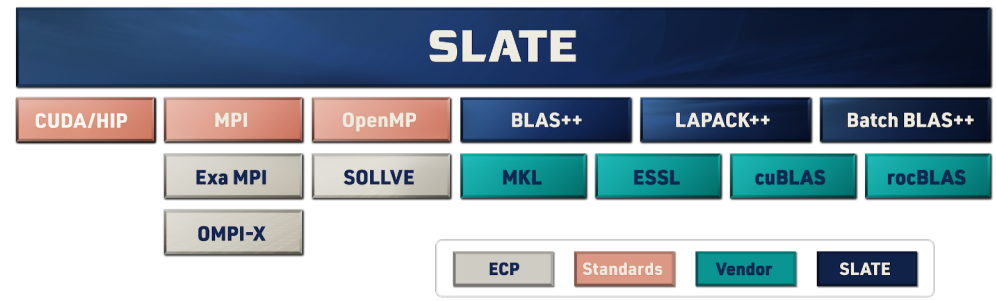 SLATE
CUDA/HIP MPI OpenMP BLAS++ LAPACK++ Batch BLAS++
Exa MPI SOLLVE MKL ESSL cuBLAS rocBLAS
OMPI-X
ECP Standards Vendor SLATE